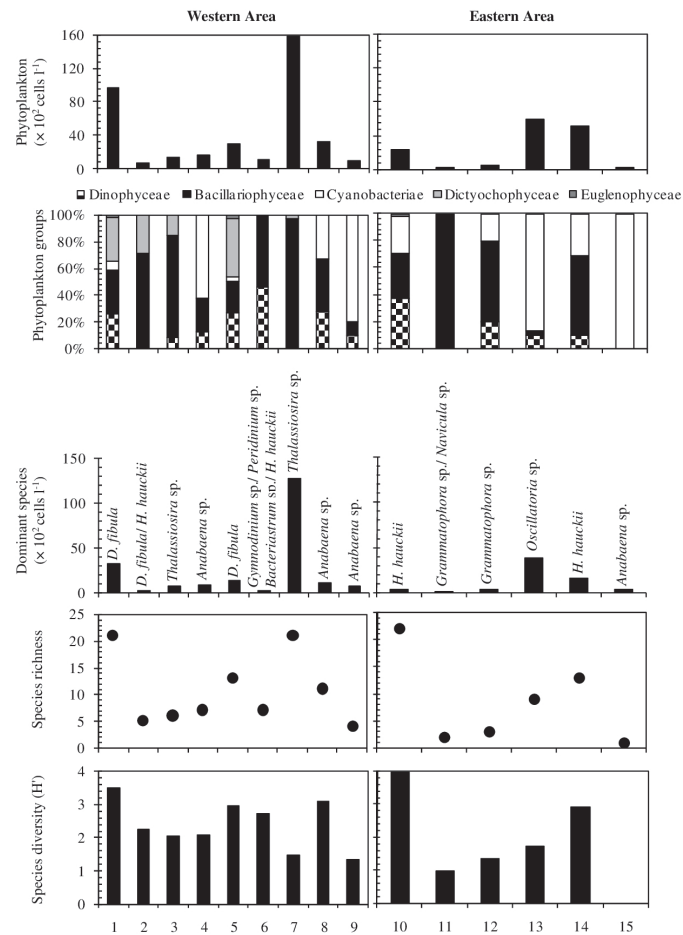 Western Area
Eastern Area
Phytoplankton
(× 10² cells l⁻¹)
160
120
80
40
0
Dinophyceae
Bacillariophyceae
Cyanobacteriae
Dictyochophyceae
Euglenophyceae
Phytoplankton groups
100%
80%
60%
40%
20%
0%
Dominant species
(× 10² cells l⁻¹)
150
100
50
0
D. fibula
D. fibula/ H. hauckii
Thalassiosira sp.
Anabaena sp.
D. fibula
Gymnodinium sp./ Peridinium sp.
Bacteriastrum sp./ H. hauckii
Thalassiosira sp.
Anabaena sp.
Anabaena sp.
H. hauckii
Grammatophora sp./ Navicula sp.
Grammatophora sp.
Oscillatoria sp.
H. hauckii
Anabaena sp.
Species richness
25
20
15
10
5
0
Species diversity (H')
4
3
2
1
0
1 2 3 4 5 6 7 8 9
10 11 12 13 14 15